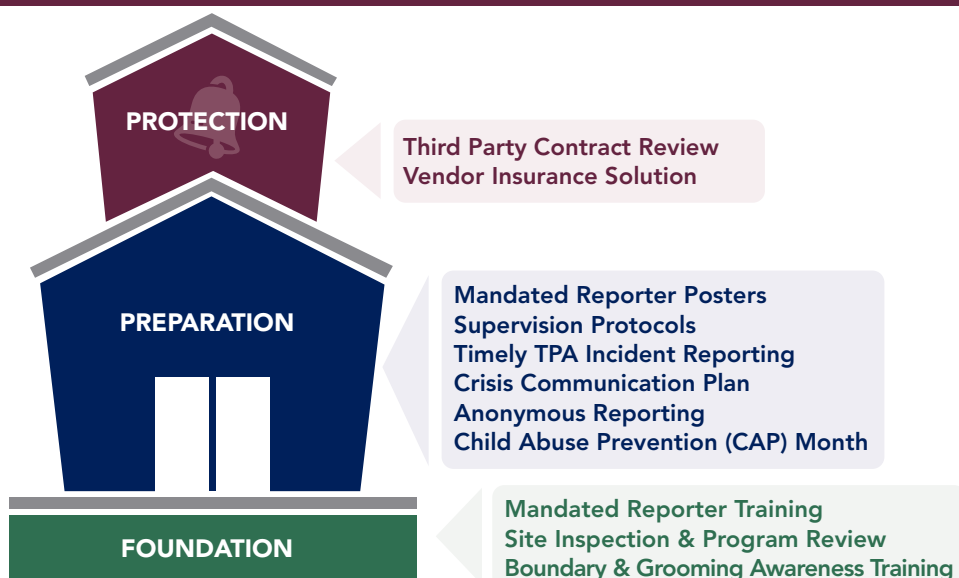 PROTECTION
Third Party Contract Review
Vendor Insurance Solution
PREPARATION
Mandated Reporter Posters
Supervision Protocols
Timely TPA Incident Reporting
Crisis Communication Plan
Anonymous Reporting
Child Abuse Prevention (CAP) Month
FOUNDATION
Mandated Reporter Training
Site Inspection & Program Review
Boundary & Grooming Awareness Training